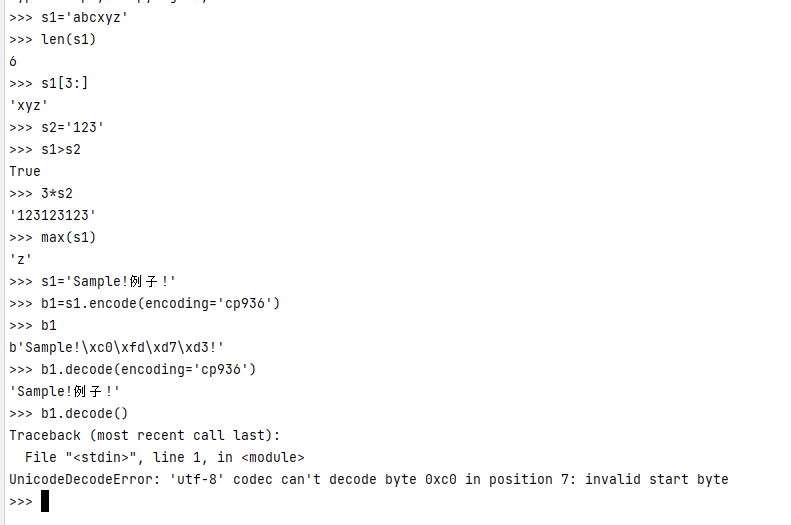 >>> s1='abcxyz'
>>> len(s1)
6
>>> s1[3:]
'xyz'
>>> s2='123'
>>> s1>s2
True
>>> 3*s2
'123123123'
>>> max(s1)
'z'
>>> s1='Sample!例子!'
>>> b1=s1.encode(encoding='cp936')
>>> b1
b'Sample!\xc0\xfd\xd7\xd3!'
>>> b1.decode(encoding='cp936')
'Sample!例子!'
>>> b1.decode()
Traceback (most recent call last):
  File "<stdin>", line 1, in <module>
UnicodeDecodeError: 'utf-8' codec can't decode byte 0xc0 in position 7: invalid start byte
>>>